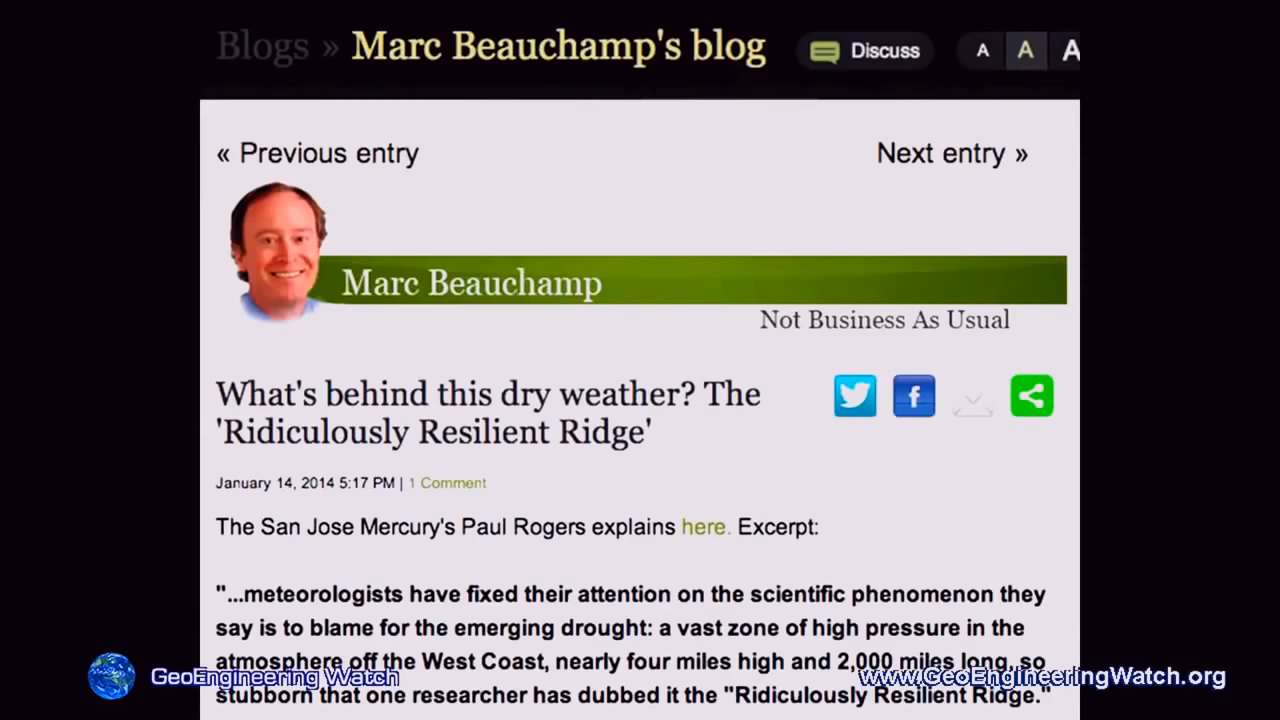 Blogs » Marc Beauchamp's blog
Discuss
A A A
« Previous entry
Next entry »
Marc Beauchamp
Not Business As Usual
What's behind this dry weather? The
'Ridiculously Resilient Ridge'
January 14, 2014 5:17 PM | 1 Comment
The San Jose Mercury's Paul Rogers explains here. Excerpt:
"...meteorologists have fixed their attention on the scientific phenomenon they
say is to blame for the emerging drought: a vast zone of high pressure in the
atmosphere off the West Coast, nearly four miles high and 2,000 miles long, so
stubborn that one researcher has dubbed it the "Ridiculously Resilient Ridge."
GeoEngineering Watch
www.GeoEngineeringWatch.org